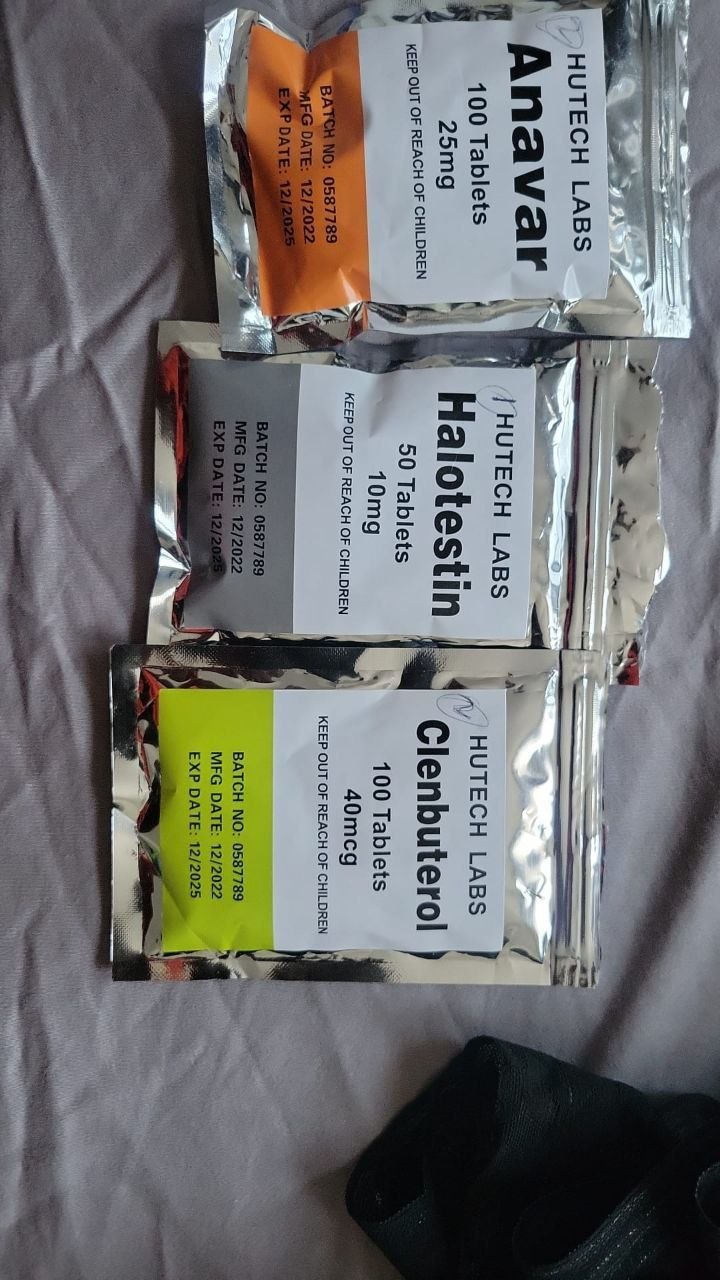 HUTECH LABS
Anavar
100 Tablets
25mg
KEEP OUT OF REACH OF CHILDREN
BATCH NO: 0587789
MFG DATE: 12/2022
EXP DATE: 12/2025
HUTECH LABS
Halotestin
50 Tablets
10mg
KEEP OUT OF REACH OF CHILDREN
BATCH NO: 0587789
MFG DATE: 12/2022
EXP DATE: 12/2025
HUTECH LABS
Clenbuterol
100 Tablets
40mcg
KEEP OUT OF REACH OF CHILDREN
BATCH NO: 0587789
MFG DATE: 12/2022
EXP DATE: 12/2025